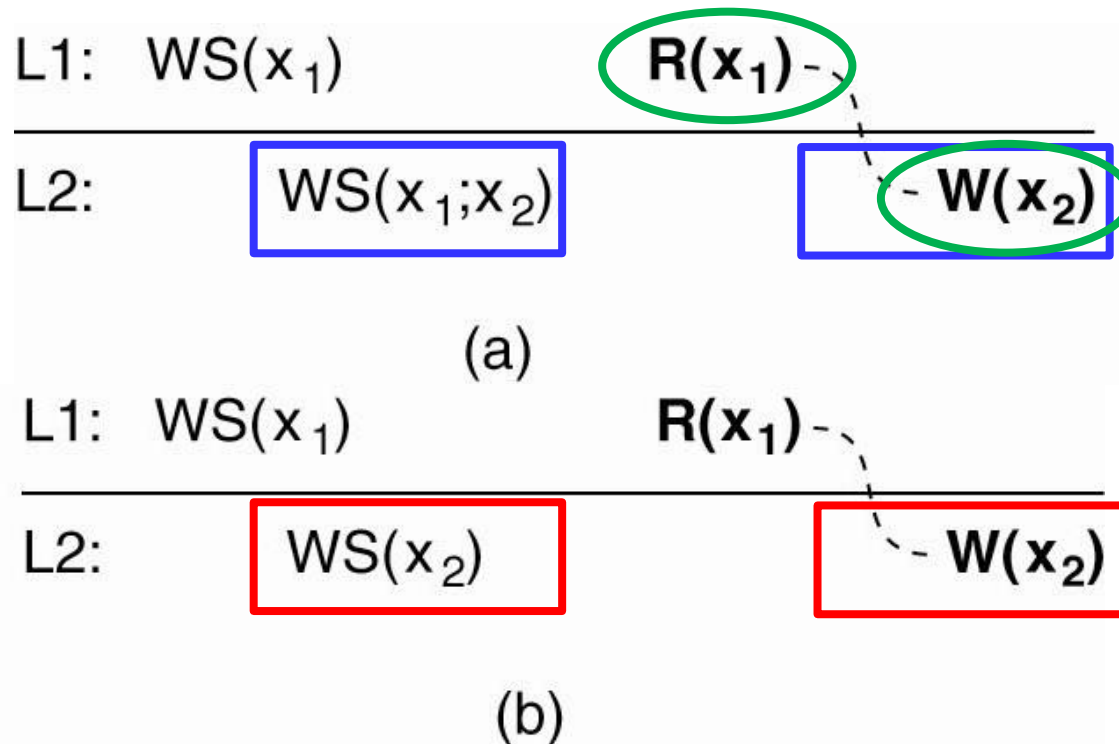 L1: WS(x₁) R(x₁)
L2: WS(x₁;x₂) W(x₂)
(a)
L1: WS(x₁) R(x₁)
L2: WS(x₂) W(x₂)
(b)